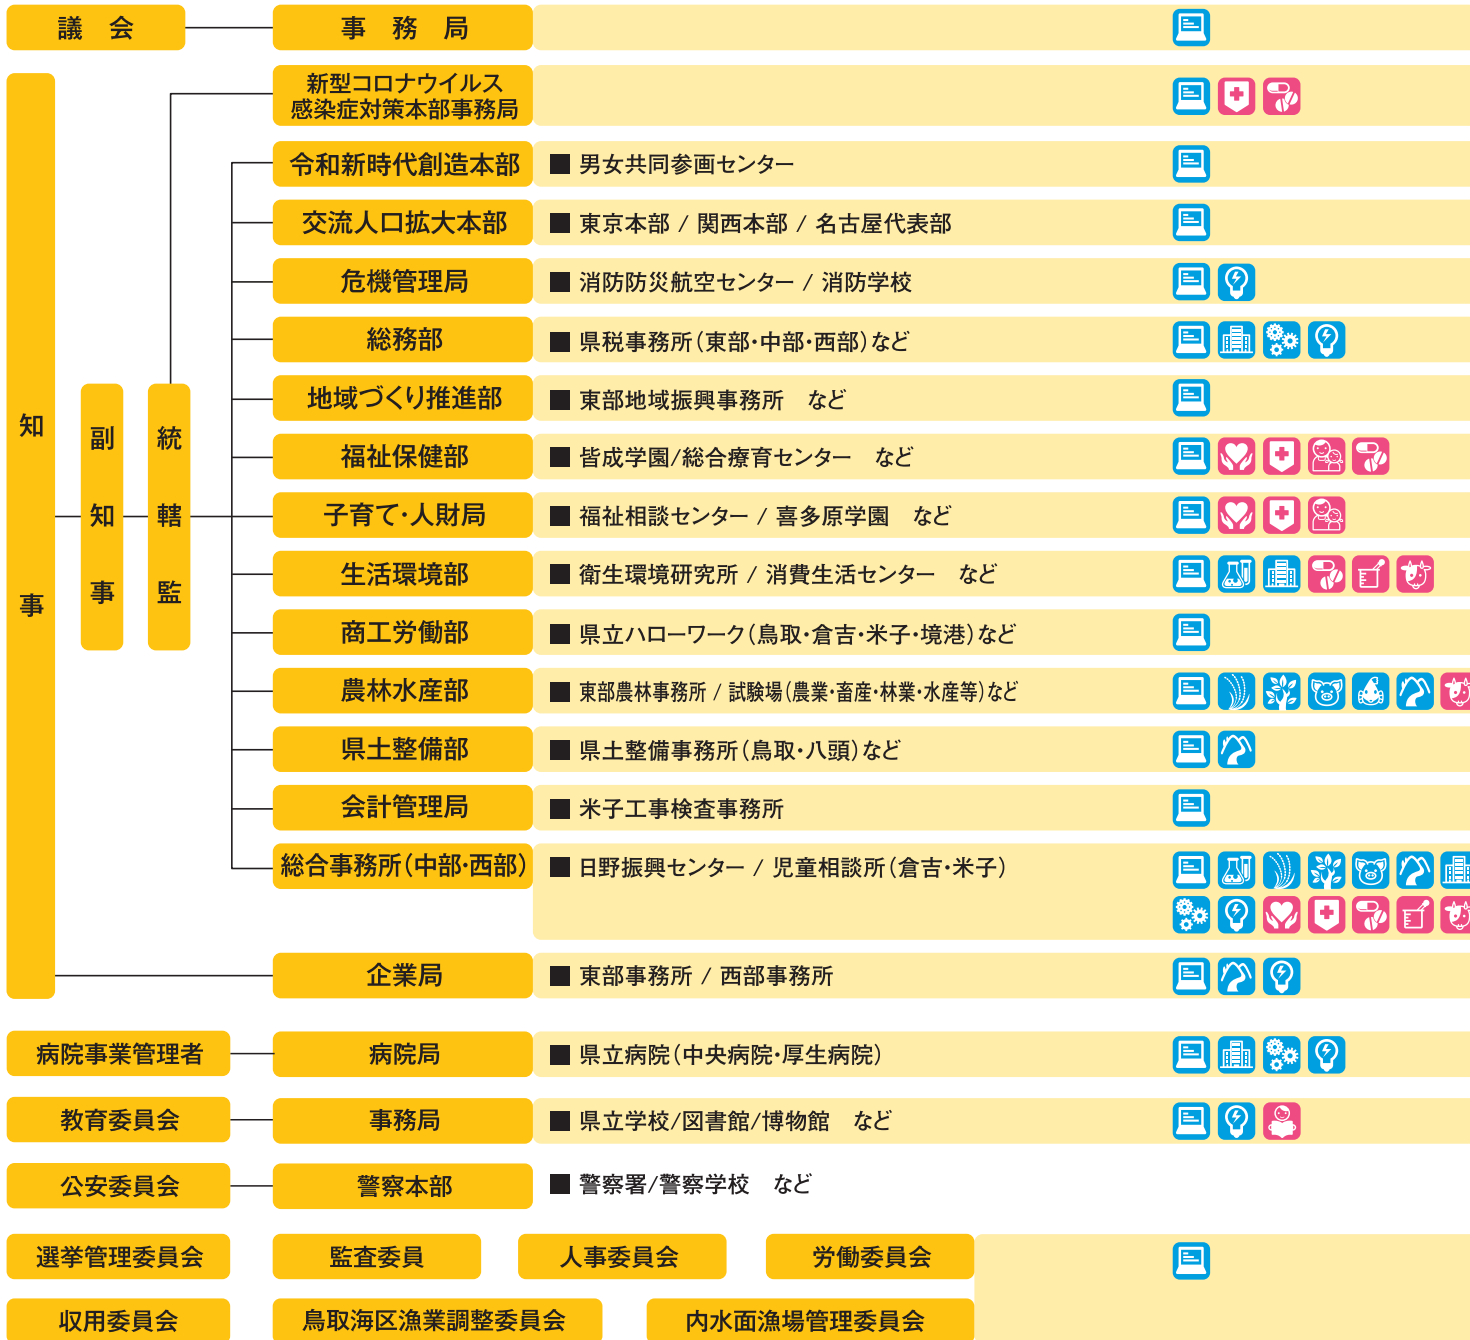 議 会
事 務 局
新型コロナウイルス
感染症対策本部事務局
令和新時代創造本部
■ 男女共同参画センター
交流人口拡大本部
■ 東京本部 / 関西本部 / 名古屋代表部
危機管理局
■ 消防防災航空センター / 消防学校
総務部
■ 県税事務所(東部・中部・西部)など
地域づくり推進部
■ 東部地域振興事務所 など
福祉保健部
■ 皆成学園/総合療育センター など
子育て・人財局
■ 福祉相談センター / 喜多原学園 など
生活環境部
■ 衛生環境研究所 / 消費生活センター など
商工労働部
■ 県立ハローワーク(鳥取・倉吉・米子・境港)など
農林水産部
■ 東部農林事務所 / 試験場(農業・畜産・林業・水産等)など
県土整備部
■ 県土整備事務所(鳥取・八頭)など
会計管理局
■ 米子工事検査事務所
総合事務所(中部・西部)
■ 日野振興センター / 児童相談所(倉吉・米子)
知事
副知事
統轄監
企業局
■ 東部事務所 / 西部事務所
病院事業管理者
病院局
■ 県立病院(中央病院・厚生病院)
教育委員会
事務局
■ 県立学校/図書館/博物館 など
公安委員会
警察本部
■ 警察署/警察学校 など
選挙管理委員会
監査委員
人事委員会
労働委員会
収用委員会
鳥取海区漁業調整委員会
内水面漁場管理委員会